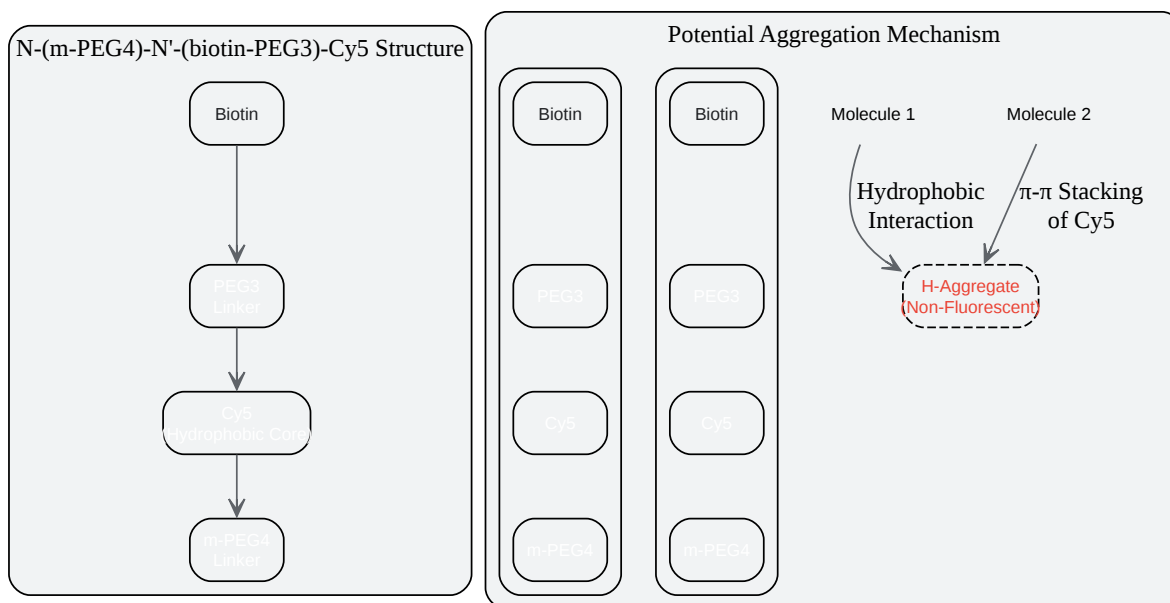 N-(m-PEG4)-N'-(biotin-PEG3)-Cy5 Structure
Biotin
PEG3
Linker
Cy5
(Hydrophobic Core)
m-PEG4
Linker
Potential Aggregation Mechanism
Biotin
PEG3
Cy5
m-PEG4
Biotin
PEG3
Cy5
m-PEG4
Molecule 1
Molecule 2
Hydrophobic
Interaction
π-π Stacking
of Cy5
H-Aggregate
(Non-Fluorescent)